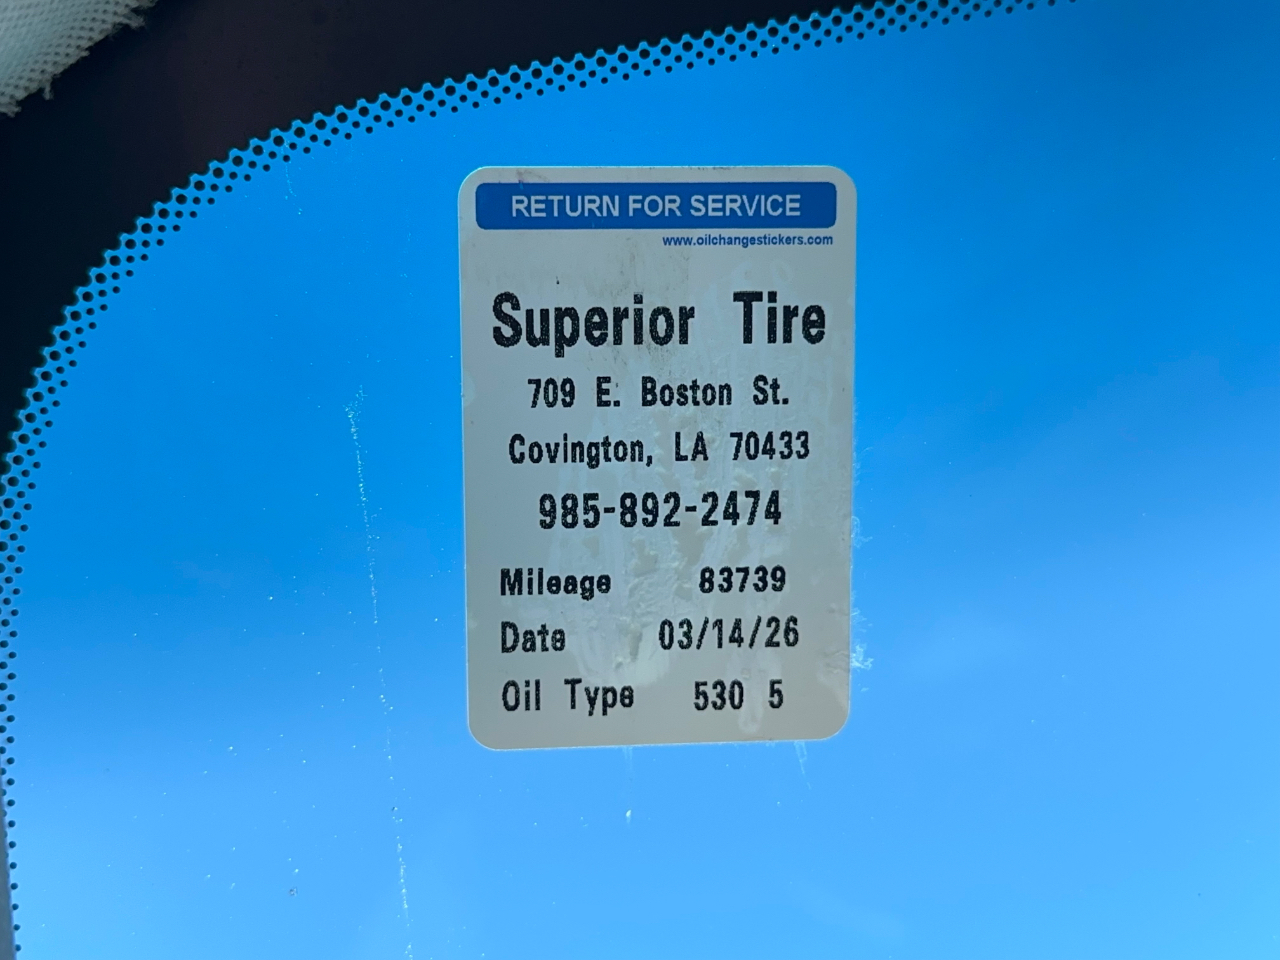 RETURN FOR SERVICE
www.oilchangestickers.com
Superior Tire
709 E. Boston St.
Covington, LA 70433
985-892-2474
Mileage 83739
Date 03/14/26
Oil Type 530 5